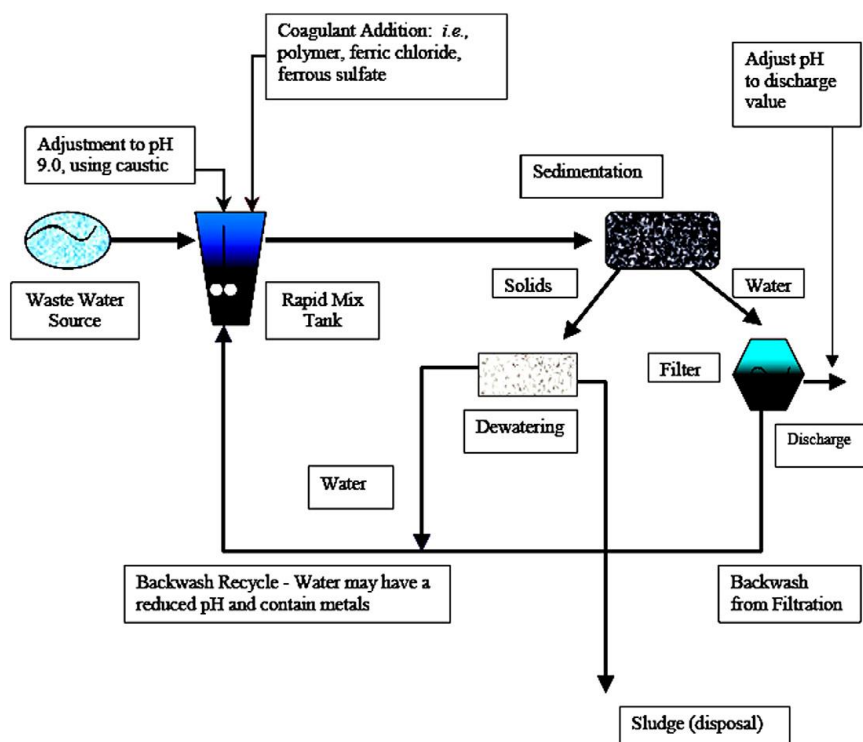 Coagulant Addition: i.e.,
polymer, ferric chloride,
ferrous sulfate
Adjust pH
to discharge
value
Adjustment to pH
9.0, using caustic
Sedimentation
Waste Water
Source
Rapid Mix
Tank
Solids
Water
Filter
Dewatering
Discharge
Water
Backwash Recycle - Water may have a
reduced pH and contain metals
Backwash
from Filtration
Sludge (disposal)